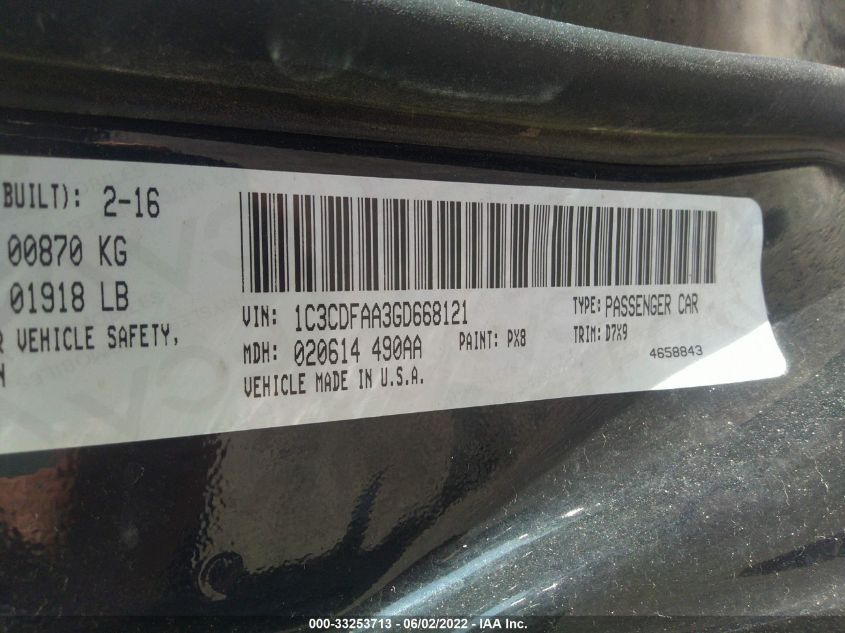 BUILT): 2-16
00870 KG
01918 LB
VEHICLE SAFETY,
VIN: 1C3CDFAA3GD668121
TYPE: PASSENGER CAR
MDH: 020614 490AA
PAINT: PX8
TRIM: D7X9
VEHICLE MADE IN U.S.A.
4658843
000-33253713 - 06/02/2022 - IAA Inc.